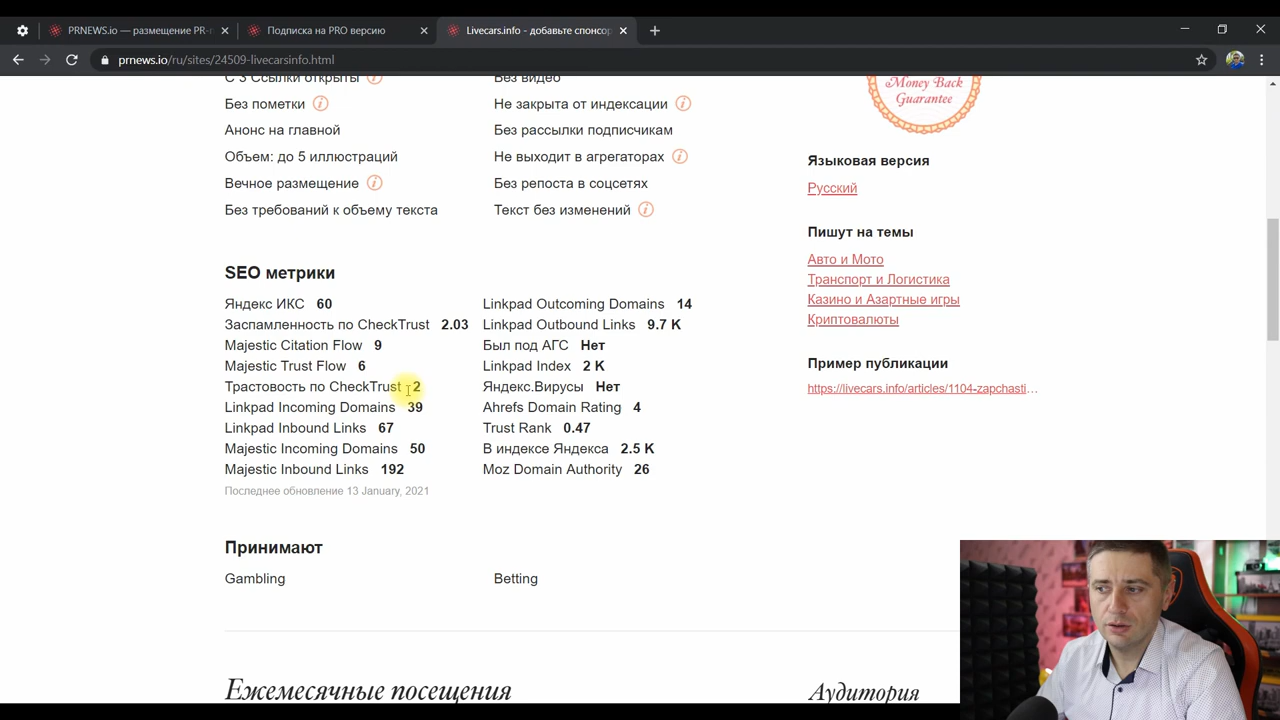 PRNEWS.io — размещение PR-
Подписка на PRO версию
Livecars.info - добавьте спонсор
prnews.io/ru/sites/24509-livecarsinfo.html
С 3 Ссылки открыты
Без видео
Без пометки
Не закрыта от индексации
Анонс на главной
Без рассылки подписчикам
Объем: до 5 иллюстраций
Не выходит в агрегаторах
Вечное размещение
Без репоста в соцсетях
Без требований к объему текста
Текст без изменений
SEO метрики
Яндекс ИКС 60
Linkpad Outcoming Domains 14
Заспамленность по CheckTrust 2.03
Linkpad Outbound Links 9.7 K
Majestic Citation Flow 9
Был под АГС Нет
Majestic Trust Flow 6
Linkpad Index 2 K
Трастовость по CheckTrust 2
Яндекс.Вирусы Нет
Linkpad Incoming Domains 39
Ahrefs Domain Rating 4
Linkpad Inbound Links 67
Trust Rank 0.47
Majestic Incoming Domains 50
В индексе Яндекса 2.5 K
Majestic Inbound Links 192
Moz Domain Authority 26
Последнее обновление 13 January, 2021
Принимают
Gambling
Betting
Ежемесячные посещения
Money Back
Guarantee
Языковая версия
Русский
Пишут на темы
Авто и Мото
Транспорт и Логистика
Казино и Азартные игры
Криптовалюты
Пример публикации
https://livecars.info/articles/1104-zapchasti…
Аудитория